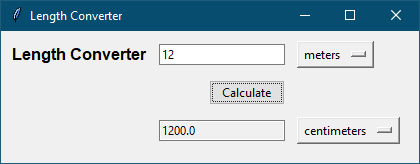 Length Converter
Length Converter 12 meters
Calculate
1200.0 centimeters